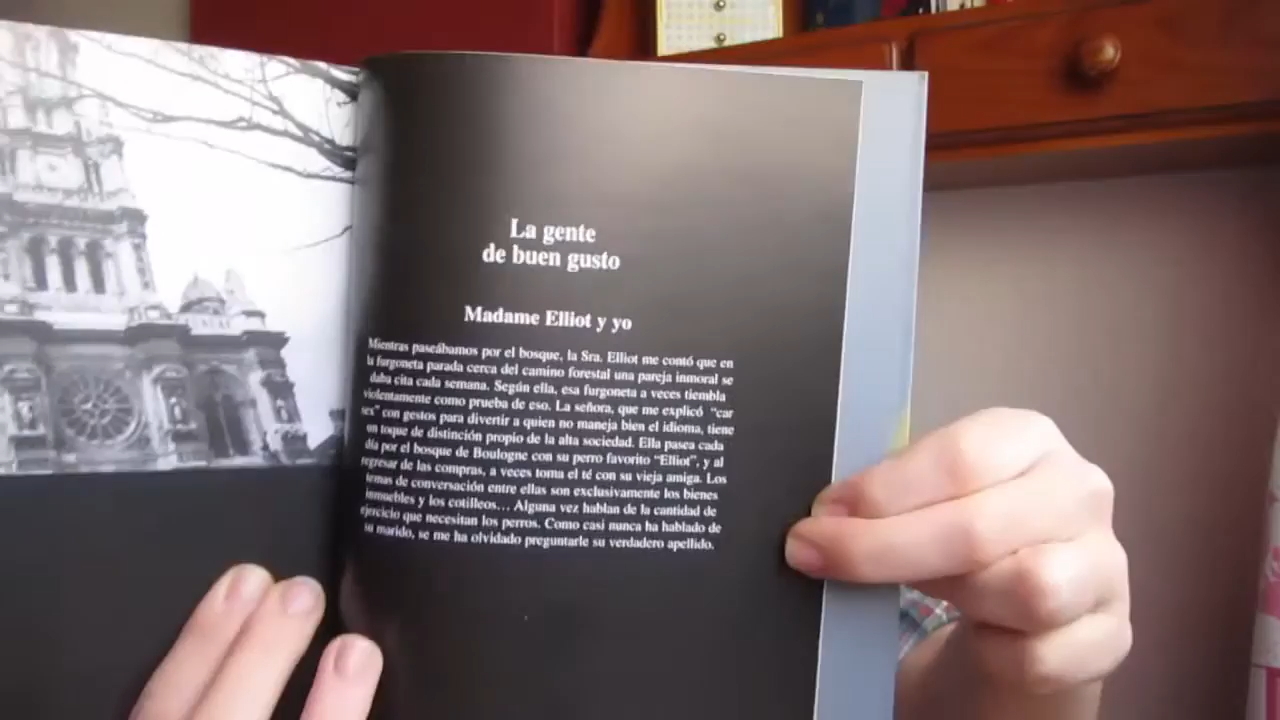 La gente
de buen gusto
Madame Elliot y yo
Mientras paseábamos por el bosque, la Sra. Elliot me contó que en
la furgoneta parada cerca del camino forestal una pareja inmoral se
daba cita cada semana. Según ella, esa furgoneta a veces tiembla
violentamente como prueba de eso. La señora, que me explicó “car
sex” con gestos para divertir a quien no maneja bien el idioma, tiene
un toque de distinción propio de la alta sociedad. Ella pasea cada
día por el bosque de Boulogne con su perro favorito “Elliot”, y al
regresar de las compras, a veces toma el té con su vieja amiga. Los
temas de conversación entre ellas son exclusivamente los bienes
inmuebles y los cotilleos... Alguna vez hablan de la cantidad de
ejercicio que necesitan los perros. Como casi nunca ha hablado de
su marido, se me ha olvidado preguntarle su verdadero apellido.